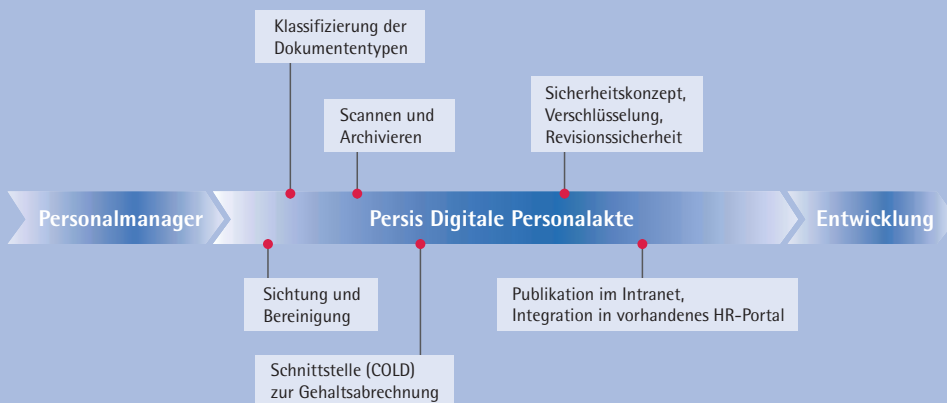 Klassifizierung der
Dokumententypen
Scannen und
Archivieren
Sicherheitskonzept,
Verschlüsselung,
Revisionssicherheit
Personalmanager
Persis Digitale Personalakte
Entwicklung
Sichtung und
Bereinigung
Publikation im Intranet,
Integration in vorhandenes HR-Portal
Schnittstelle (COLD)
zur Gehaltsabrechnung